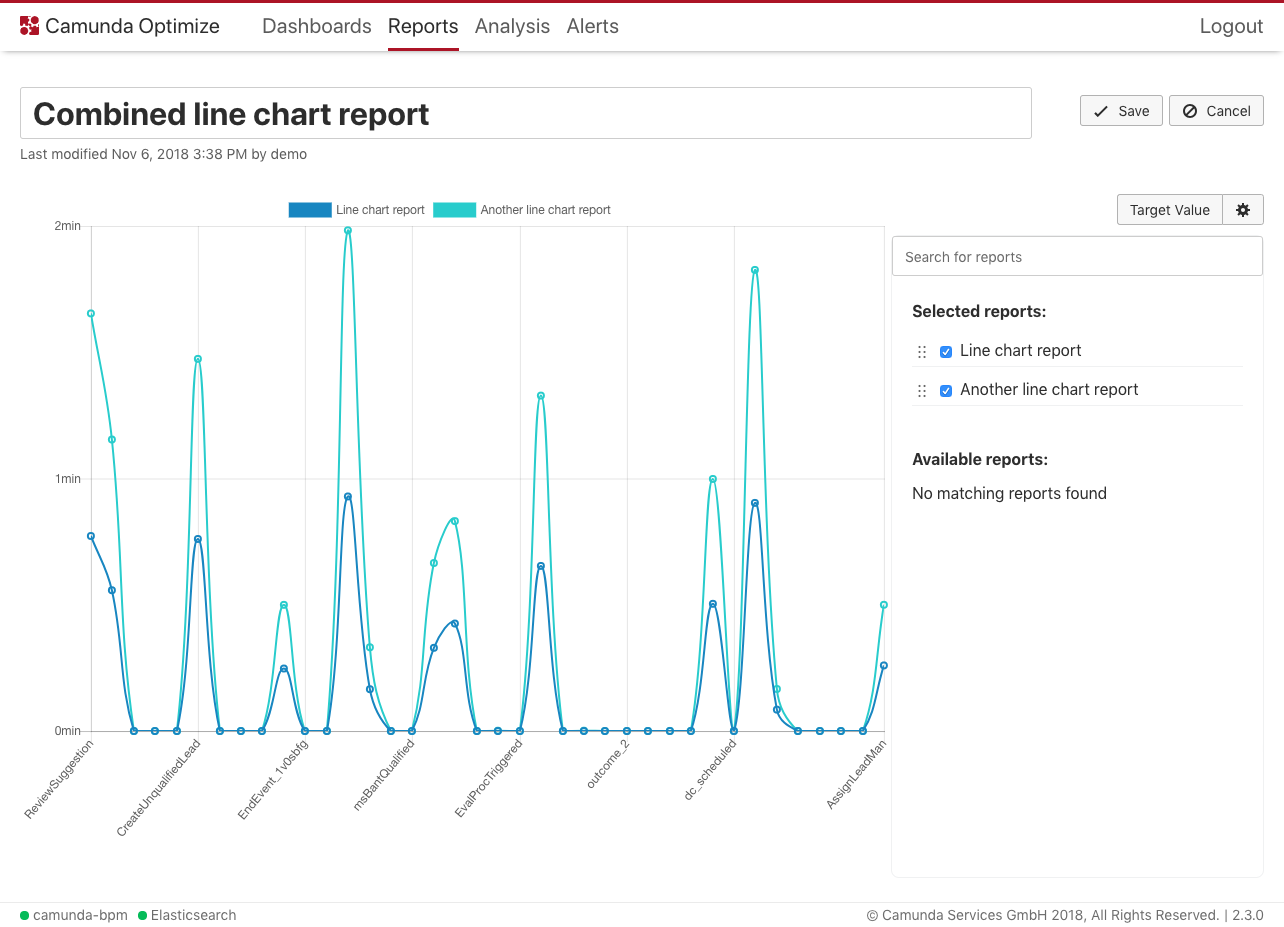 Camunda Optimize Dashboards Reports Analysis Alerts Logout
Combined line chart report
Save Cancel
Last modified Nov 6, 2018 3:38 PM by demo
Line chart report Another line chart report
Target Value
2min
1min
0min
ReviewSuggestion
CreateUnqualifiedLead
EndEvent_1v0sbfg
msBantQualified
EvalProcTriggered
outcome_2
dc_scheduled
AssignLeadMan
Search for reports
Selected reports:
Line chart report
Another line chart report
Available reports:
No matching reports found
camunda-bpm Elasticsearch
© Camunda Services GmbH 2018, All Rights Reserved. | 2.3.0